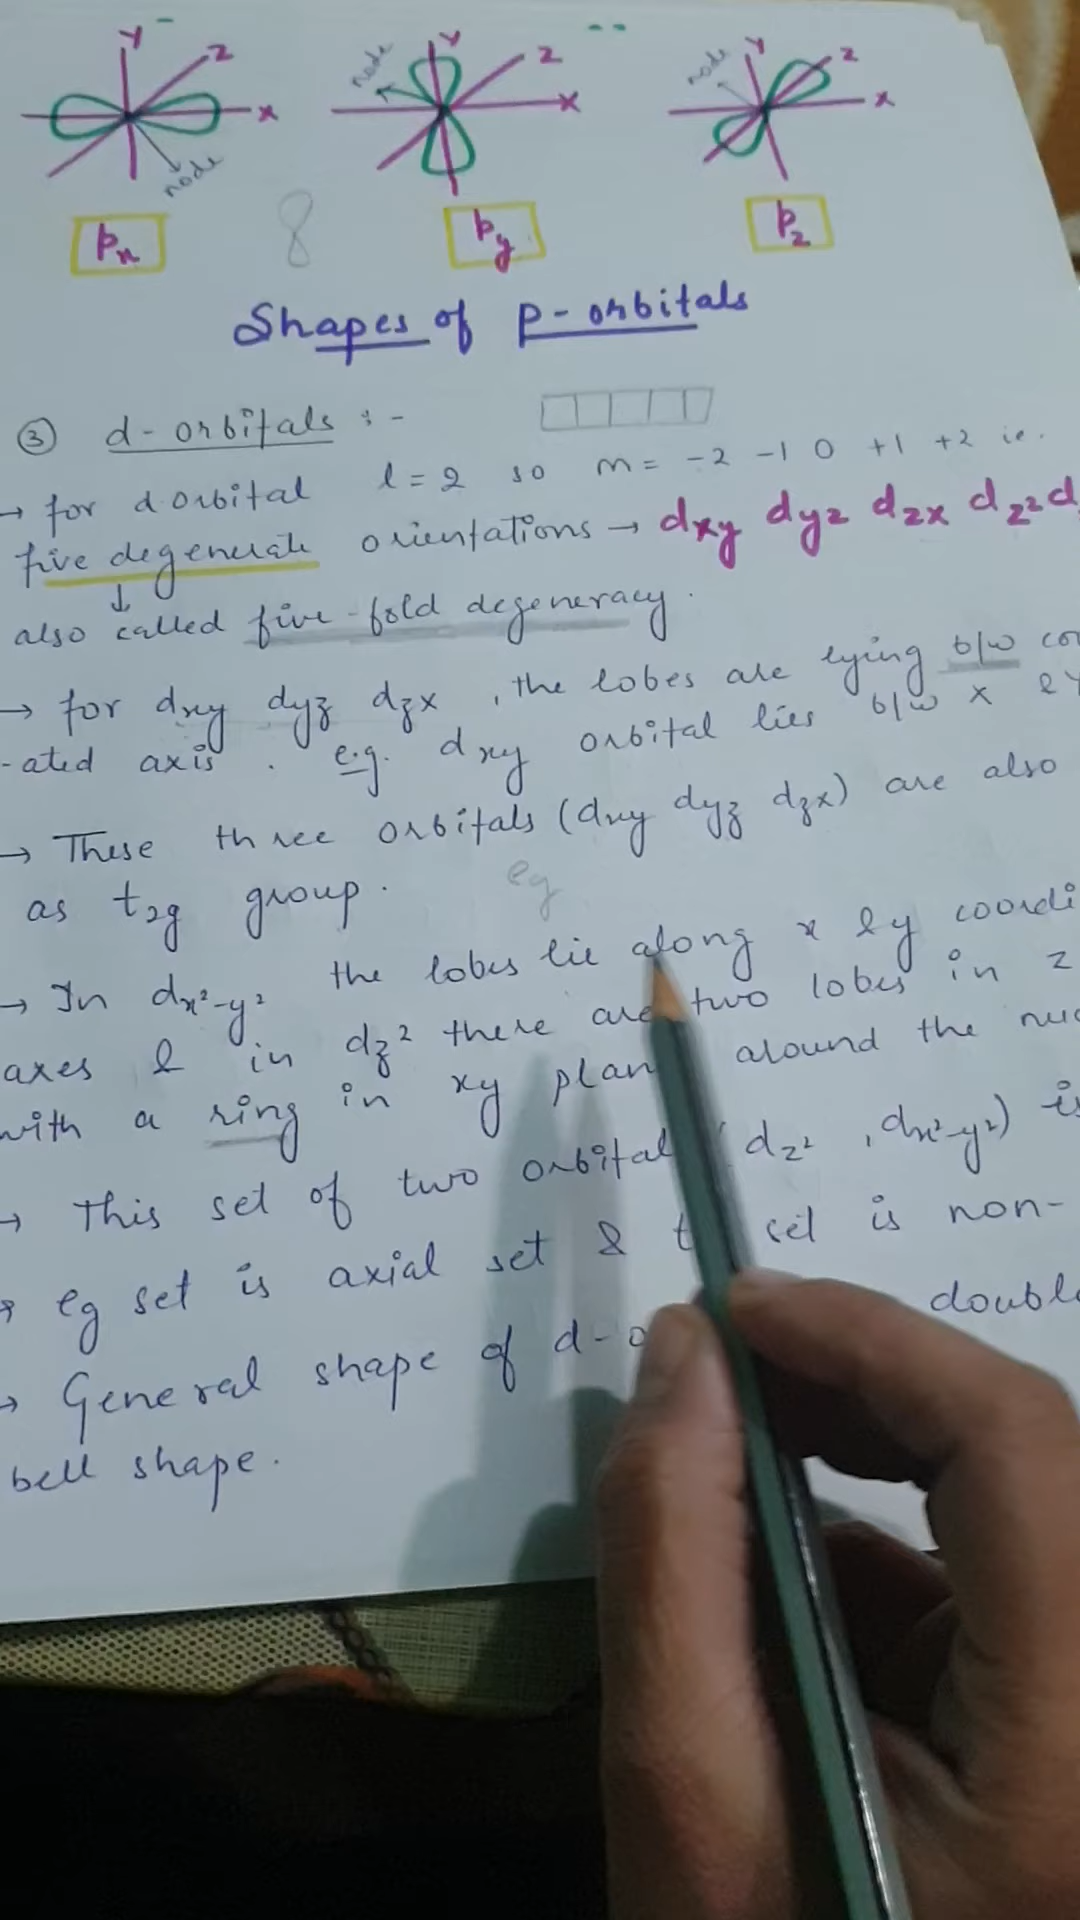 Y Z X node
Y Z X node
Y Z X node
Px Py Pz
8
Shapes of p-orbitals
③ d-orbitals :-
→ for d orbital l = 2 so m = -2 -1 0 +1 +2 ie.
five degenerate orientations → dxy dyz dzx dz² d
↓
also called five-fold degeneracy.
→ for dxy dyz dzx , the lobes are lying b/w
-ated axis . e.g. dxy orbital lies b/w x &
→ These three orbitals (dxy dyz dzx) are also
as t2g group. eg
→ In dx²-y² the lobes lie along x & y coordi
axes & in dz² there are two lobes in z
with a ring in xy plan around the nuc
→ This set of two orbital dz² , dx²-y²) is
→ eg set is axial set & t set is non-
→ General shape of d-o double
bell shape.